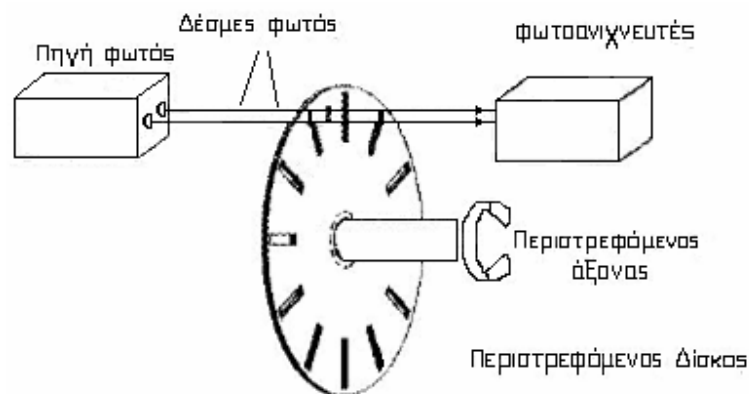 Δέσμες φωτός
Πηγή φωτός
φωτοανιχνευτές
Περιστρεφόμενος
άξονας
Περιστρεφόμενος Δίσκος